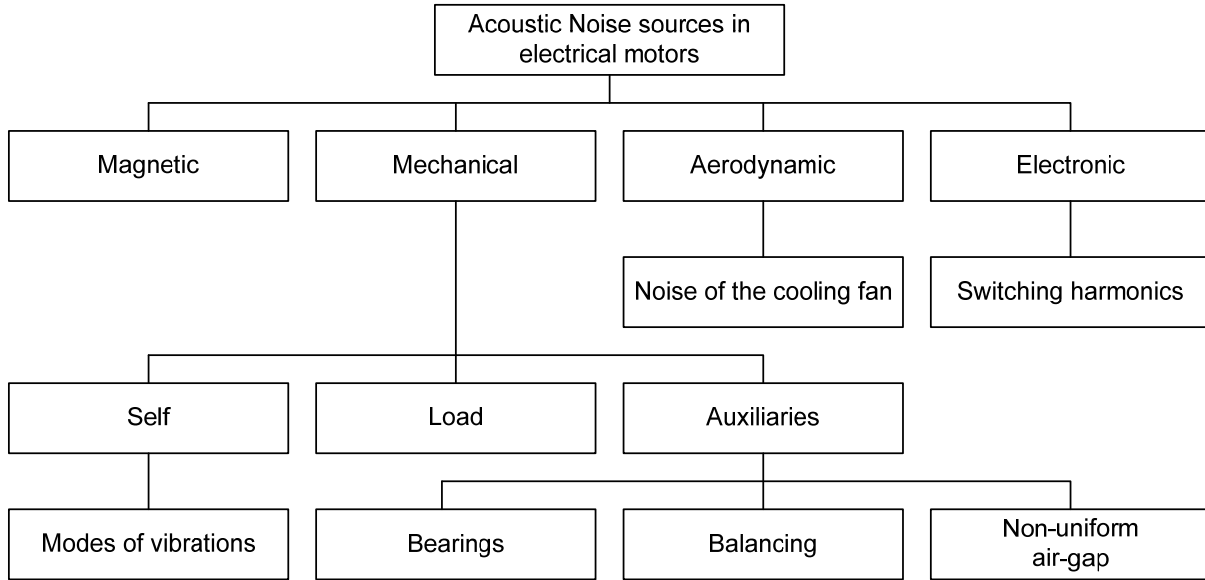 Acoustic Noise sources in
electrical motors
Magnetic
Mechanical
Aerodynamic
Electronic
Noise of the cooling fan
Switching harmonics
Self
Load
Auxiliaries
Modes of vibrations
Bearings
Balancing
Non-uniform
air-gap